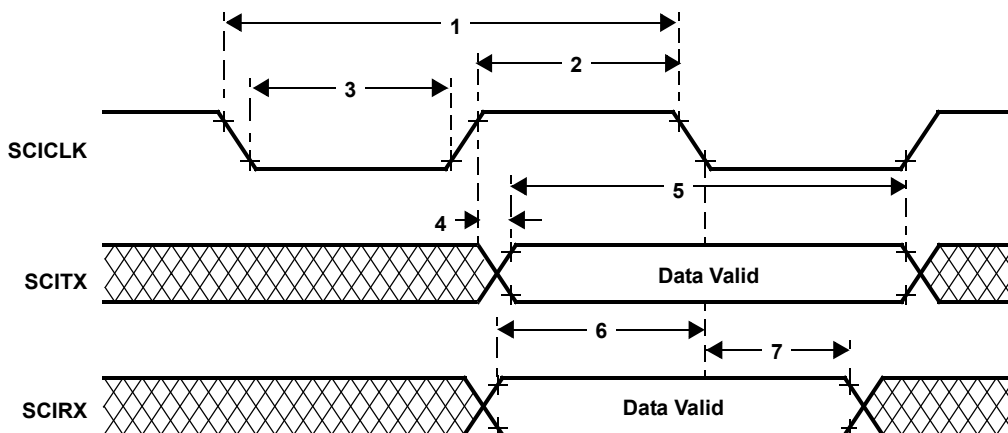 1
2
3
SCICLK
5
4
SCITX
Data Valid
6
7
SCIRX
Data Valid